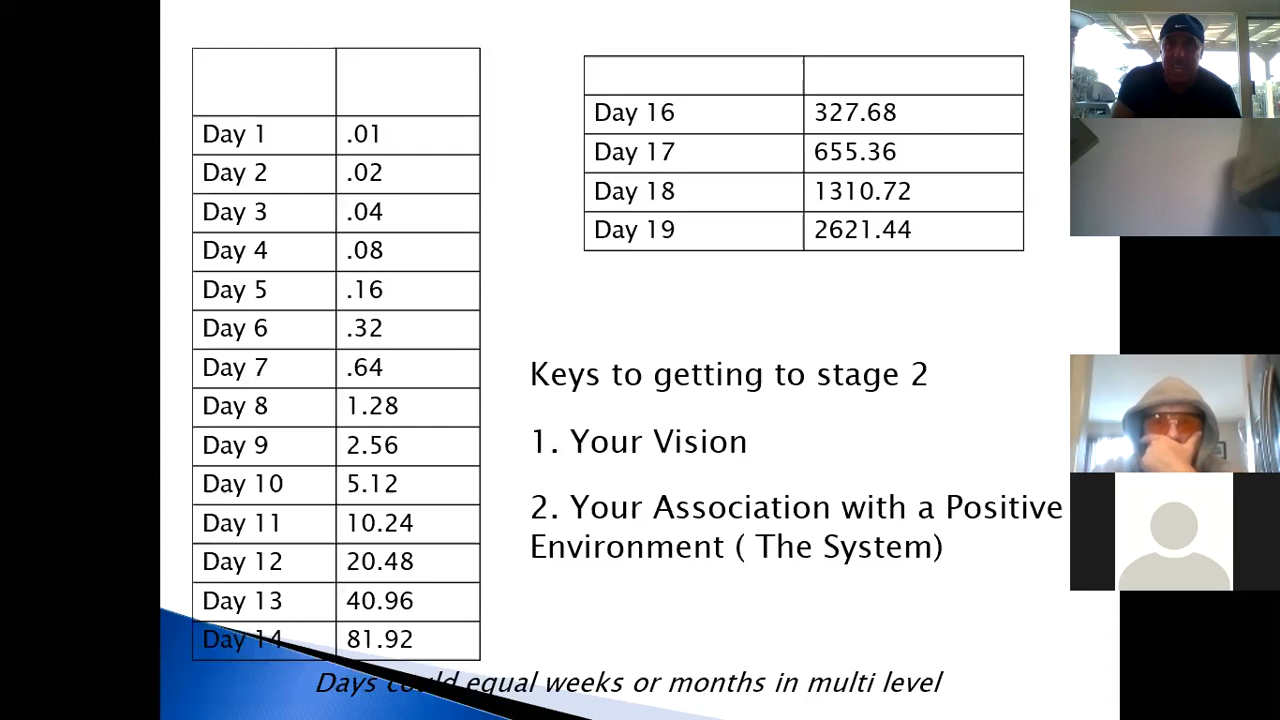 Day 1 .01
Day 2 .02
Day 3 .04
Day 4 .08
Day 5 .16
Day 6 .32
Day 7 .64
Day 8 1.28
Day 9 2.56
Day 10 5.12
Day 11 10.24
Day 12 20.48
Day 13 40.96
Day 14 81.92
Day 16 327.68
Day 17 655.36
Day 18 1310.72
Day 19 2621.44
Keys to getting to stage 2
1. Your Vision
2. Your Association with a Positive
Environment ( The System)
Days could equal weeks or months in multi level